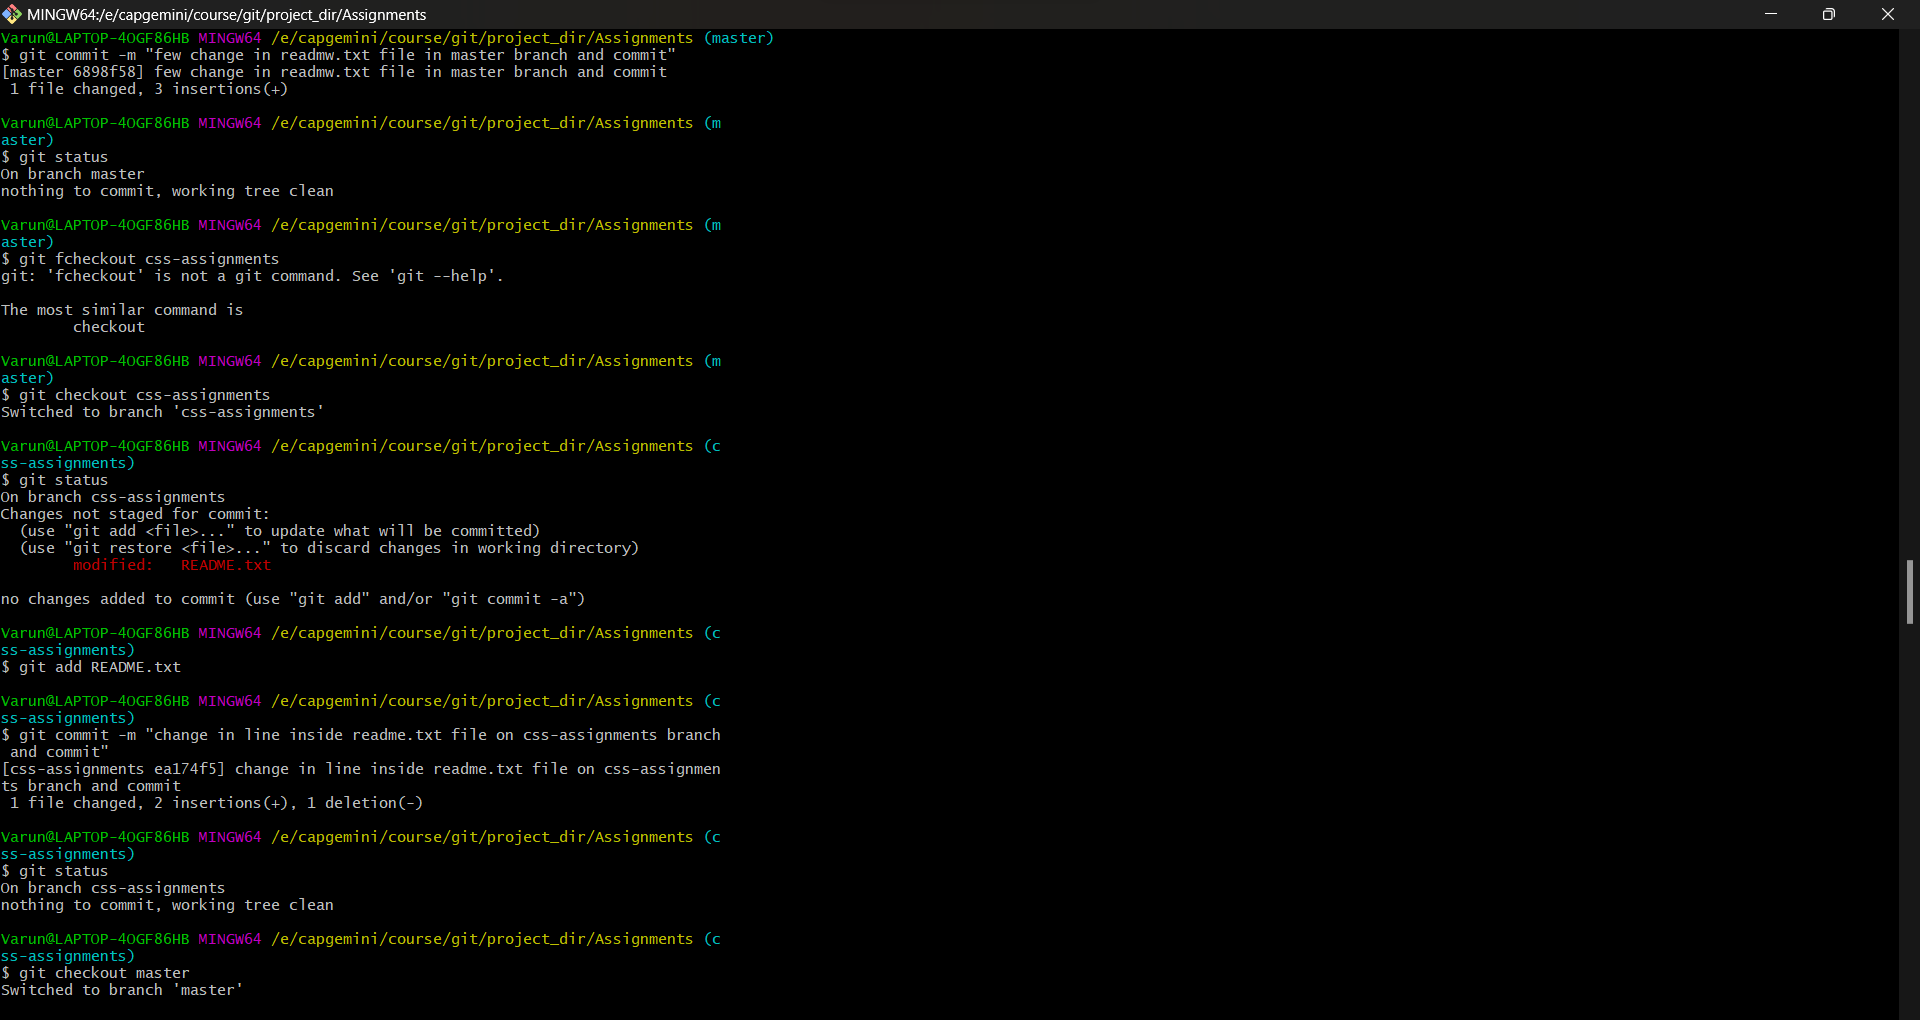 MINGW64:/e/capgemini/course/git/project_dir/Assignments
Varun@LAPTOP-4OGF86HB MINGW64 /e/capgemini/course/git/project_dir/Assignments (master)
$ git commit -m "few change in readmw.txt file in master branch and commit"
[master 6898f58] few change in readmw.txt file in master branch and commit
 1 file changed, 3 insertions(+)
Varun@LAPTOP-4OGF86HB MINGW64 /e/capgemini/course/git/project_dir/Assignments (m
aster)
$ git status
On branch master
nothing to commit, working tree clean
Varun@LAPTOP-4OGF86HB MINGW64 /e/capgemini/course/git/project_dir/Assignments (m
aster)
$ git fcheckout css-assignments
git: 'fcheckout' is not a git command. See 'git --help'.
The most similar command is
        checkout
Varun@LAPTOP-4OGF86HB MINGW64 /e/capgemini/course/git/project_dir/Assignments (m
aster)
$ git checkout css-assignments
Switched to branch 'css-assignments'
Varun@LAPTOP-4OGF86HB MINGW64 /e/capgemini/course/git/project_dir/Assignments (c
ss-assignments)
$ git status
On branch css-assignments
Changes not staged for commit:
  (use "git add <file>..." to update what will be committed)
  (use "git restore <file>..." to discard changes in working directory)
        modified:   README.txt
no changes added to commit (use "git add" and/or "git commit -a")
Varun@LAPTOP-4OGF86HB MINGW64 /e/capgemini/course/git/project_dir/Assignments (c
ss-assignments)
$ git add README.txt
Varun@LAPTOP-4OGF86HB MINGW64 /e/capgemini/course/git/project_dir/Assignments (c
ss-assignments)
$ git commit -m "change in line inside readme.txt file on css-assignments branch
 and commit"
[css-assignments ea174f5] change in line inside readme.txt file on css-assignmen
ts branch and commit
 1 file changed, 2 insertions(+), 1 deletion(-)
Varun@LAPTOP-4OGF86HB MINGW64 /e/capgemini/course/git/project_dir/Assignments (c
ss-assignments)
$ git status
On branch css-assignments
nothing to commit, working tree clean
Varun@LAPTOP-4OGF86HB MINGW64 /e/capgemini/course/git/project_dir/Assignments (c
ss-assignments)
$ git checkout master
Switched to branch 'master'